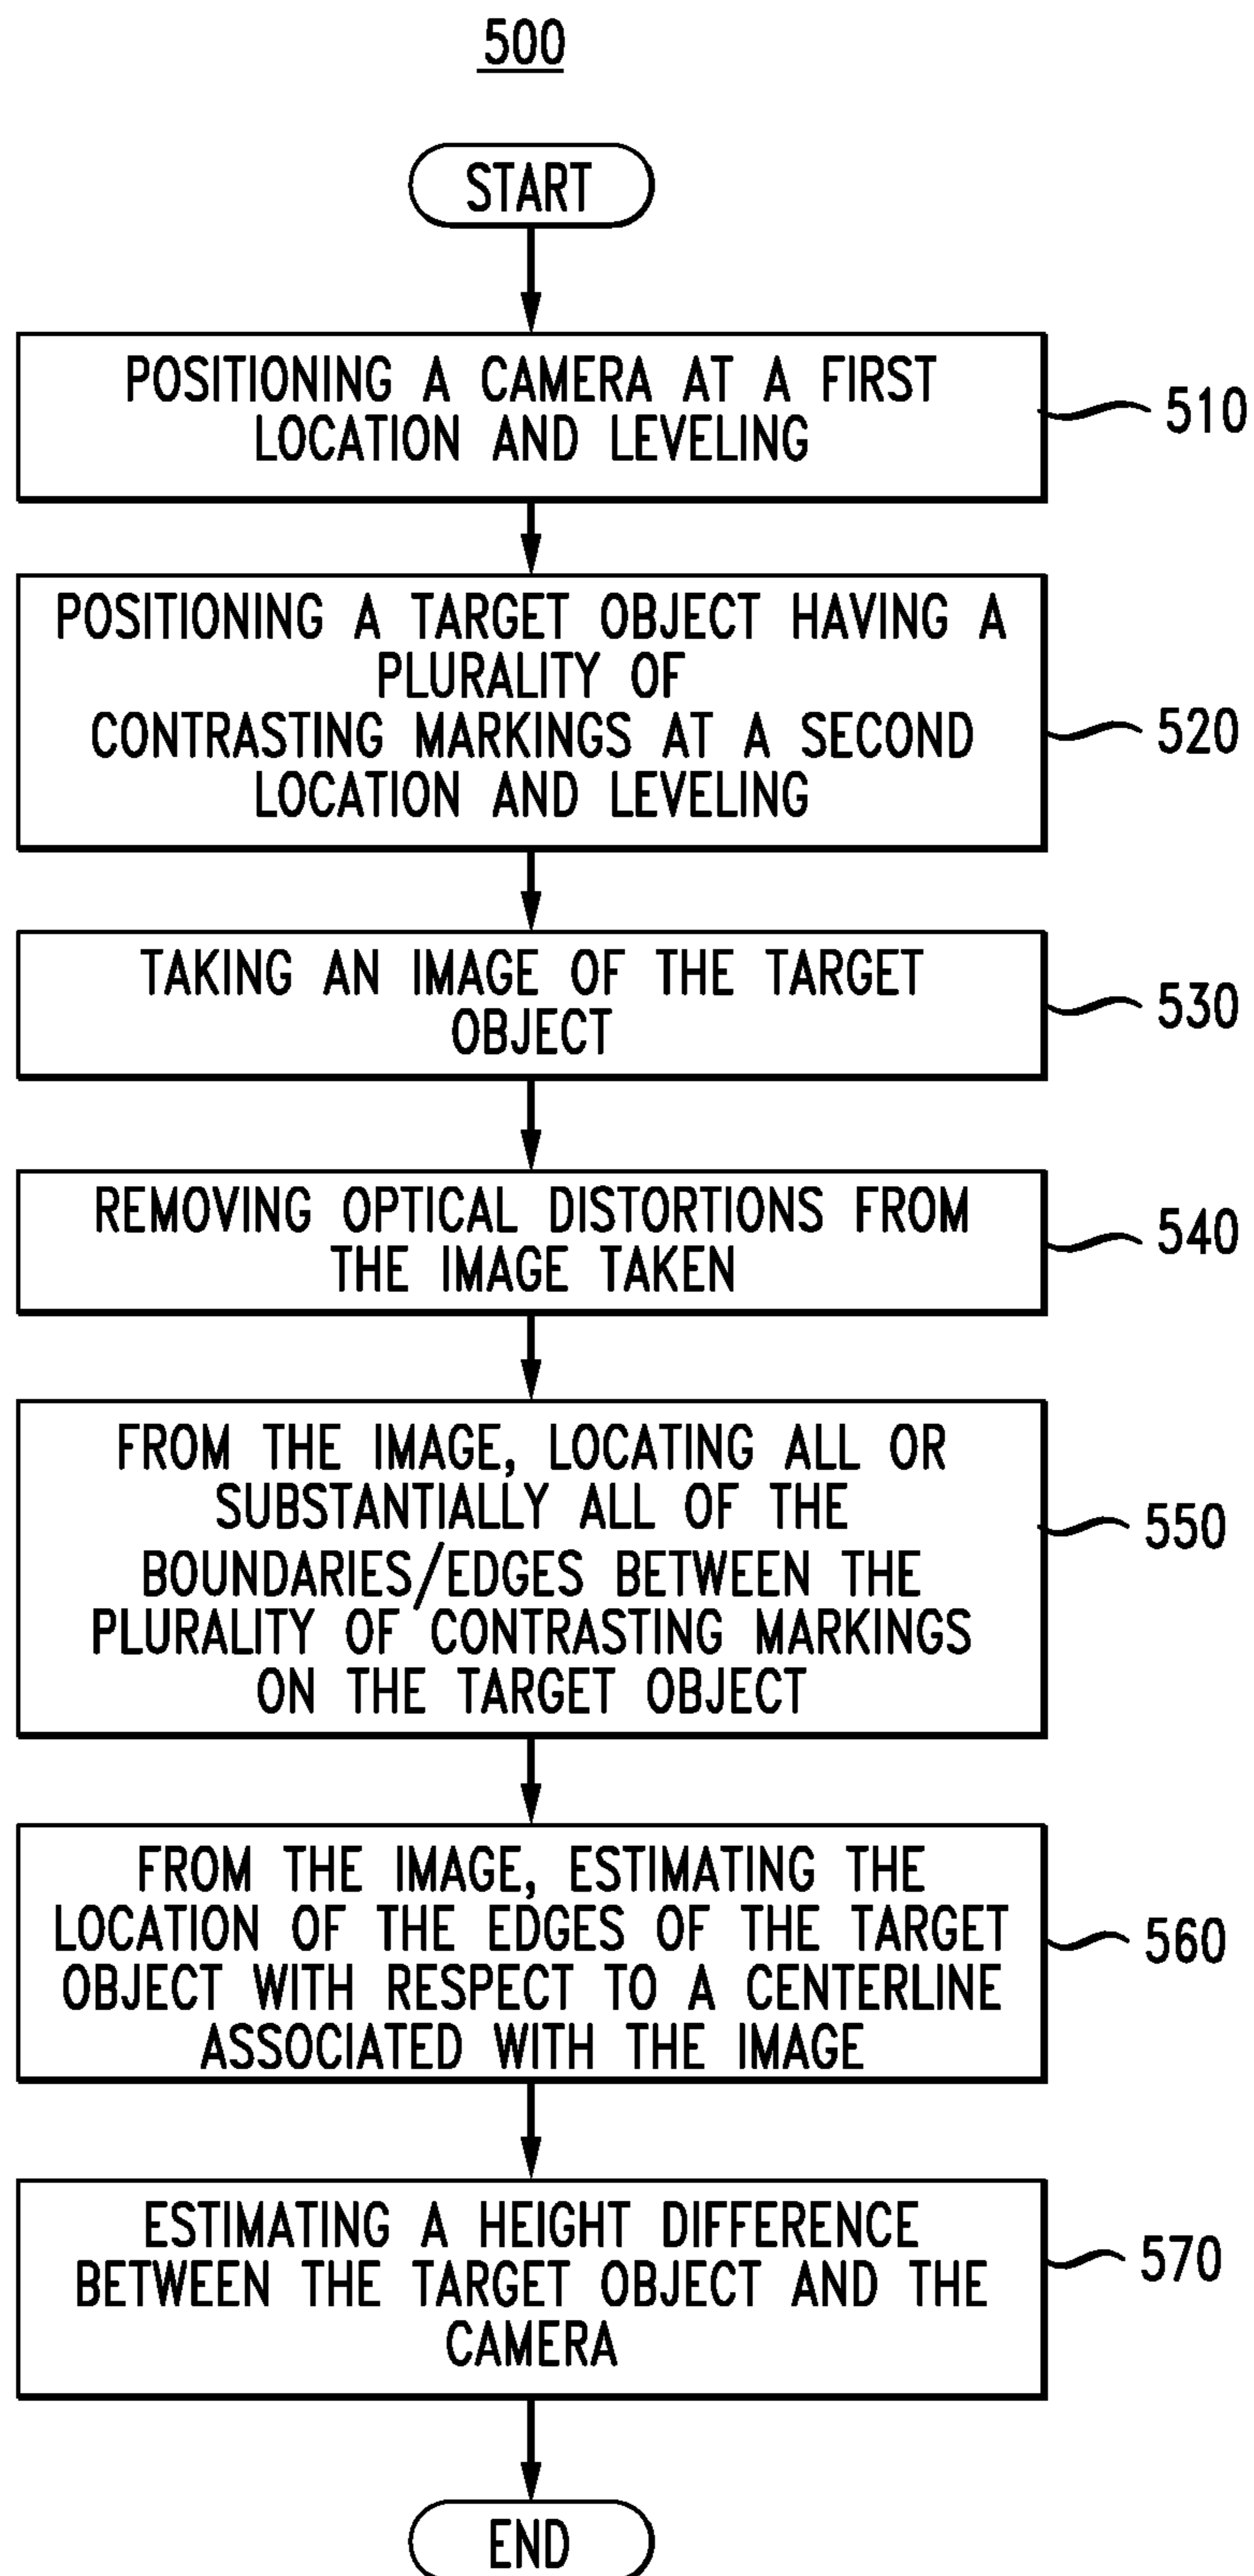 500
START
POSITIONING A CAMERA AT A FIRST
LOCATION AND LEVELING
510
POSITIONING A TARGET OBJECT HAVING A
PLURALITY OF
CONTRASTING MARKINGS AT A SECOND
LOCATION AND LEVELING
520
TAKING AN IMAGE OF THE TARGET
OBJECT
530
REMOVING OPTICAL DISTORTIONS FROM
THE IMAGE TAKEN
540
FROM THE IMAGE, LOCATING ALL OR
SUBSTANTIALLY ALL OF THE
BOUNDARIES/EDGES BETWEEN THE
PLURALITY OF CONTRASTING MARKINGS
ON THE TARGET OBJECT
550
FROM THE IMAGE, ESTIMATING THE
LOCATION OF THE EDGES OF THE TARGET
OBJECT WITH RESPECT TO A CENTERLINE
ASSOCIATED WITH THE IMAGE
560
ESTIMATING A HEIGHT DIFFERENCE
BETWEEN THE TARGET OBJECT AND THE
CAMERA
570
END